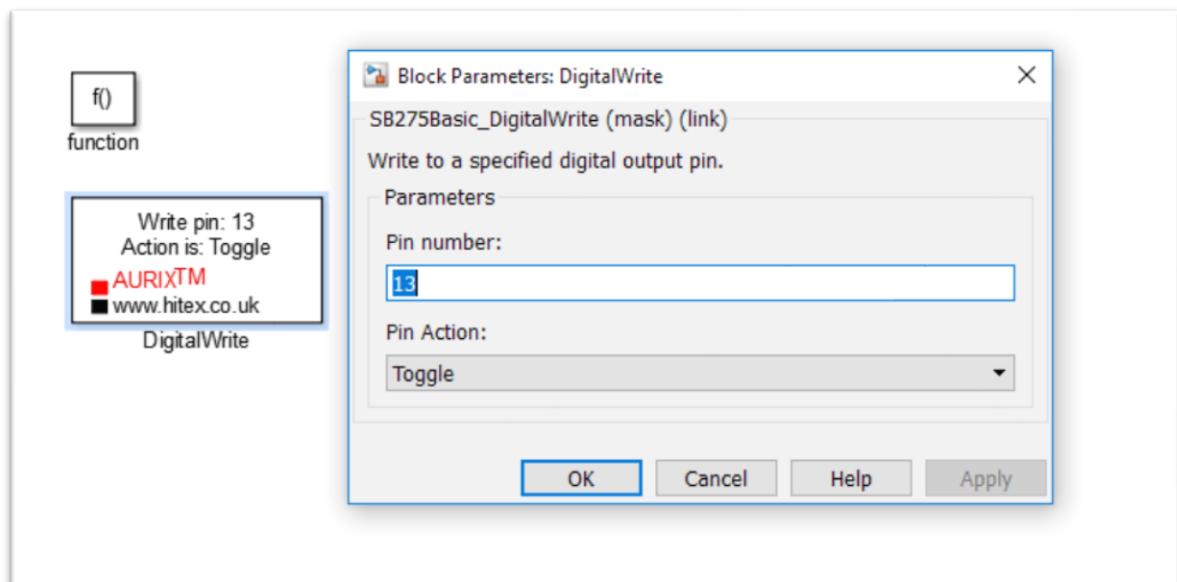 f()
function
Write pin: 13
Action is: Toggle
AURIX™
www.hitex.co.uk
DigitalWrite
Block Parameters: DigitalWrite
SB275Basic_DigitalWrite (mask) (link)
Write to a specified digital output pin.
Parameters
Pin number:
13
Pin Action:
Toggle
OK Cancel Help Apply